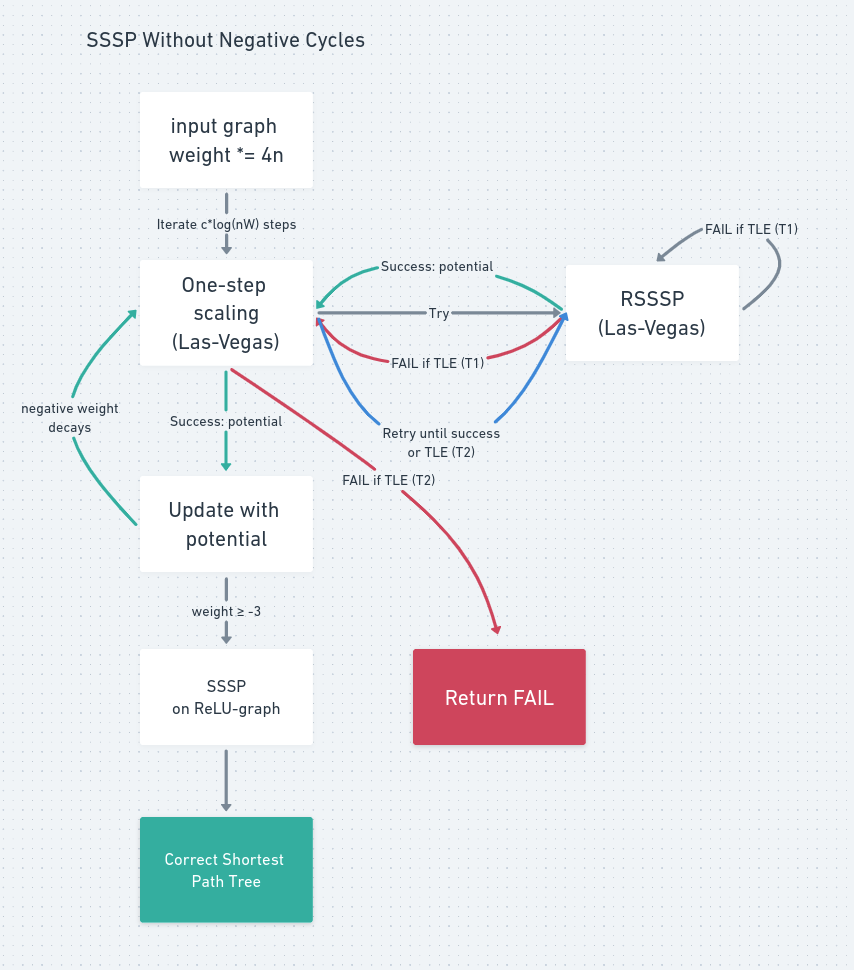 SSSP Without Negative Cycles
input graph
weight *= 4n
Iterate c*log(nW) steps
FAIL if TLE (T1)
Success: potential
One-step
scaling
(Las-Vegas)
Try
RSSSP
(Las-Vegas)
FAIL if TLE (T1)
negative weight
decays
Success: potential
Retry until success
or TLE (T2)
FAIL if TLE (T2)
Update with
potential
weight ≥ -3
SSSP
on ReLU-graph
Return FAIL
Correct Shortest
Path Tree